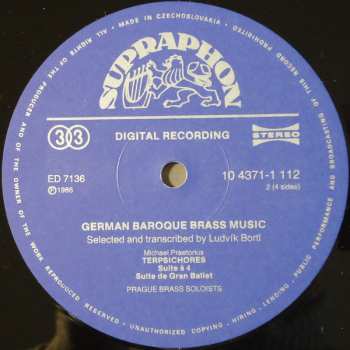 MADE IN CZECHOSLOVAKIA
ALL RIGHTS OF THE PRODUCER AND OF THE OWNER OF THE WORK REPRODUCED RESERVED · UNAUTHORIZED COPYING · HIRING · LENDING · PUBLIC PERFORMANCE AND BROADCASTING OF THIS RECORD PROHIBITED
SUPRAPHON
33
DIGITAL RECORDING
STEREO
ED 7136
10 4371-1 112
Ⓟ1986
2 (4 sides)
GERMAN BAROQUE BRASS MUSIC
Selected and transcribed by Ludvík Bortl
Michael Praetorius
TERPSICHORES
Suite à 4
Suite de Gran Ballet
PRAGUE BRASS SOLOISTS